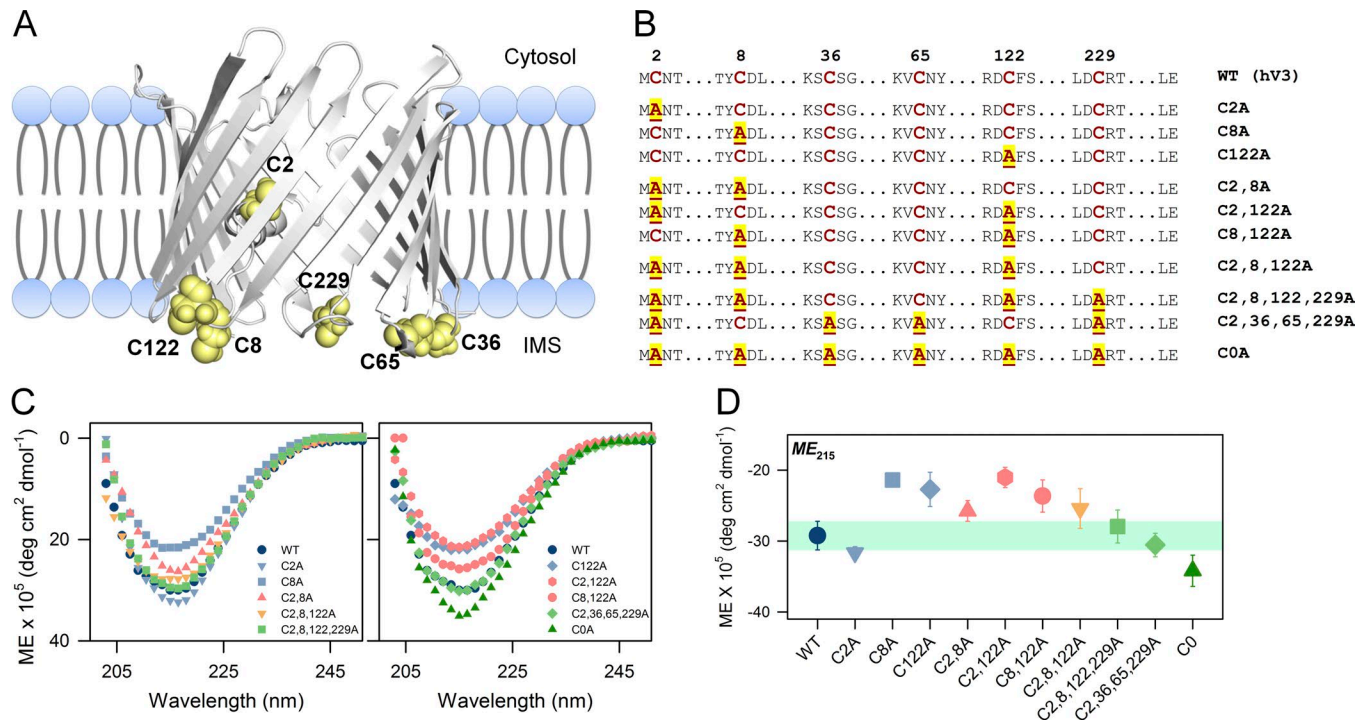 A
Cytosol
C2
C229
C122
C8
C65
C36
IMS
B
2 8 36 65 122 229
MCNT...TYCDL...KSCSG...KVCNY...RDCFS...LDCRT...LE WT (hV3)
MANT...TYCDL...KSCSG...KVCNY...RDCFS...LDCRT...LE C2A
MCNT...TYADL...KSCSG...KVCNY...RDCFS...LDCRT...LE C8A
MCNT...TYCDL...KSCSG...KVCNY...RDAFS...LDCRT...LE C122A
MANT...TYADL...KSCSG...KVCNY...RDCFS...LDCRT...LE C2,8A
MANT...TYCDL...KSCSG...KVCNY...RDAFS...LDCRT...LE C2,122A
MCNT...TYADL...KSCSG...KVCNY...RDAFS...LDCRT...LE C8,122A
MANT...TYADL...KSCSG...KVCNY...RDAFS...LDCRT...LE C2,8,122A
MANT...TYADL...KSCSG...KVCNY...RDAFS...LDART...LE C2,8,122,229A
MANT...TYCDL...KSASG...KVANY...RDCFS...LDART...LE C2,36,65,229A
MANT...TYADL...KSASG...KVANY...RDAFS...LDART...LE C0A
C
ME x 10⁵ (deg cm² dmol⁻¹)
0
20
40
WT
C2A
C8A
C2,8A
C2,8,122A
C2,8,122,229A
205 225 245
Wavelength (nm)
WT
C122A
C2,122A
C8,122A
C2,36,65,229A
C0A
205 225 245
Wavelength (nm)
D
ME x 10⁵ (deg cm² dmol⁻¹)
ME₂₁₅
-20
-30
-40
WT
C2A
C8A
C122A
C2,8A
C2,122A
C8,122A
C2,8,122A
C2,8,122,229A
C2,36,65,229A
C0